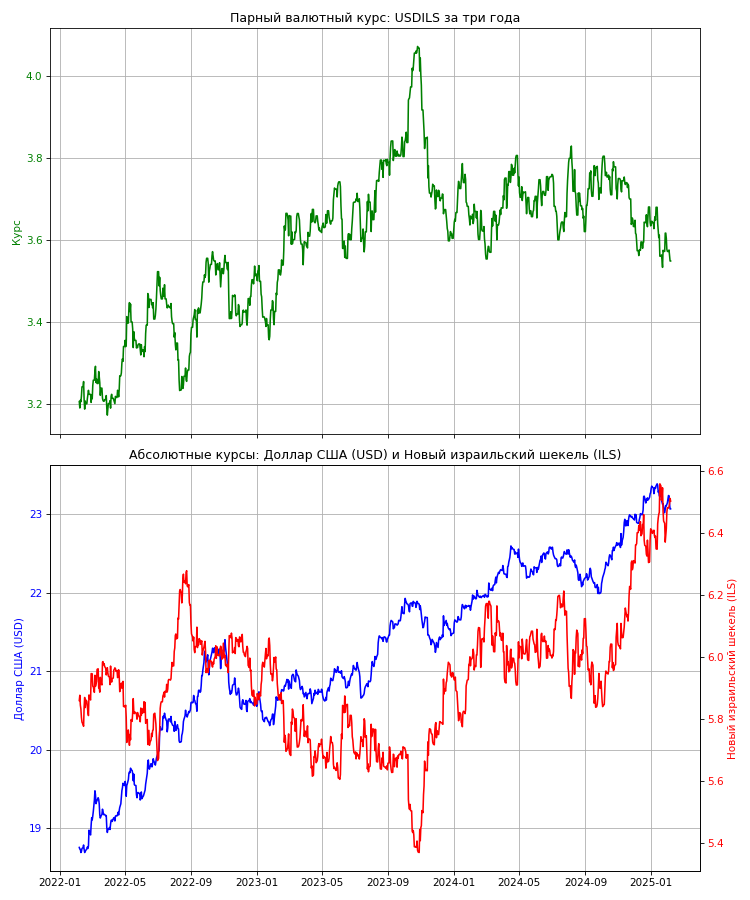 Парный валютный курс: USDILS за три года
4.0
3.8
3.6
3.4
3.2
Курс
Абсолютные курсы: Доллар США (USD) и Новый израильский шекель (ILS)
23
22
21
20
19
Доллар США (USD)
6.6
6.4
6.2
6.0
5.8
5.6
5.4
Новый израильский шекель (ILS)
2022-01 2022-05 2022-09 2023-01 2023-05 2023-09 2024-01 2024-05 2024-09 2025-01